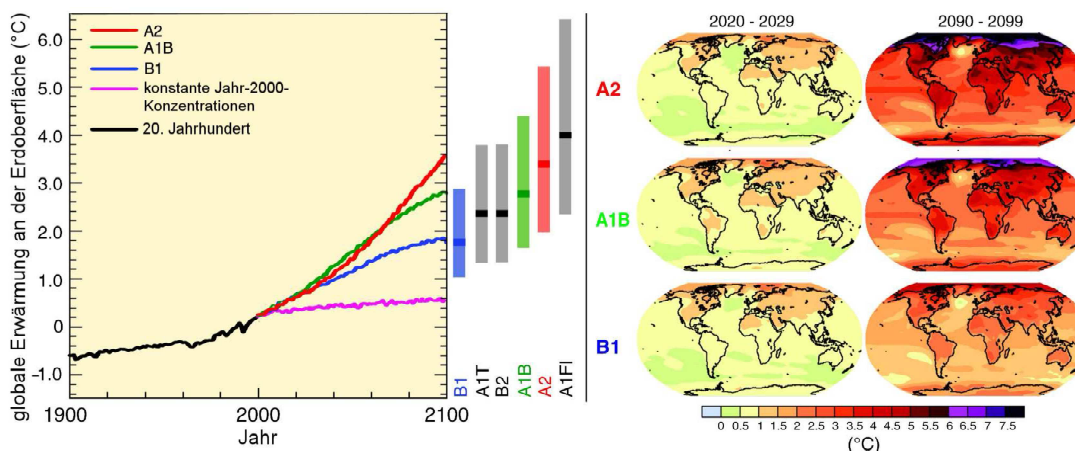 globale Erwärmung an der Erdoberfläche (°C)
6.0
5.0
4.0
3.0
2.0
1.0
0
–1.0
A2
A1B
B1
konstante Jahr-2000-
Konzentrationen
20. Jahrhundert
1900
2000
2100
Jahr
B1
A1T
B2
A1B
A2
A1FI
2020 - 2029
2090 - 2099
A2
A1B
B1
0 0.5 1 1.5 2 2.5 3 3.5 4 4.5 5 5.5 6 6.5 7 7.5
(°C)